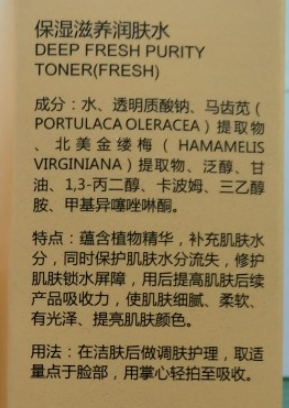 保湿滋养润肤水
DEEP FRESH PURITY
TONER(FRESH)
成分：水、透明质酸钠、马齿苋（
PORTULACA OLERACEA）提取物
、北美金缕梅（HAMAMELIS
VIRGINIANA）提取物、泛醇、甘
油、1,3-丙二醇、卡波姆、三乙醇
胺、甲基异噻唑啉酮。
特点：蕴含植物精华，补充肌肤水
分，同时保护肌肤水分流失，修护
肌肤锁水屏障，用后提高肌肤后续
产品吸收力，使肌肤细腻、柔软、
有光泽、提亮肌肤颜色。
用法：在洁肤后做调肤护理，取适
量点于脸部，用掌心轻拍至吸收。